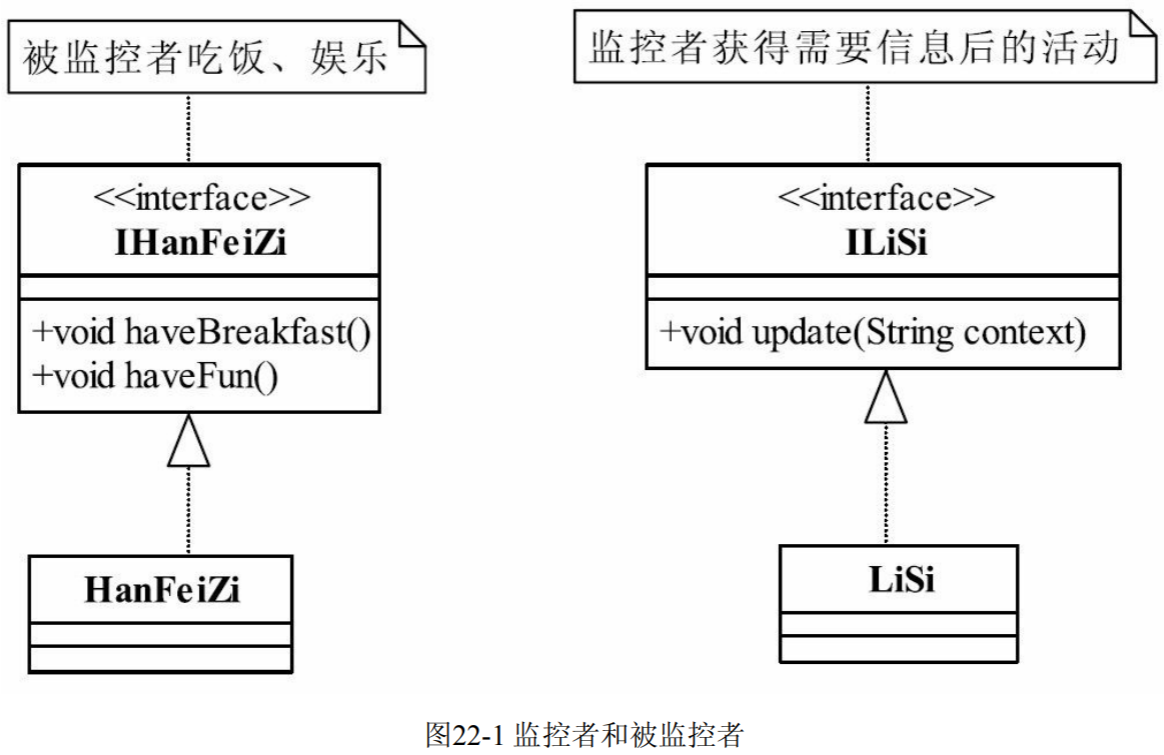 被监控者吃饭、娱乐
监控者获得需要信息后的活动
<<interface>>
IHanFeiZi
+void haveBreakfast()
+void haveFun()
<<interface>>
ILiSi
+void update(String context)
HanFeiZi
LiSi
图22-1 监控者和被监控者